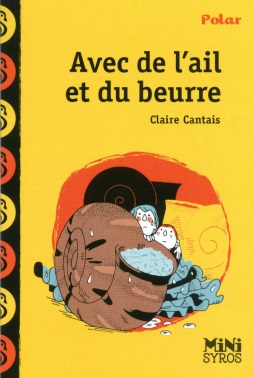 Polar
Avec de l'ail
et du beurre
Claire Cantais
MiNi
SYROS